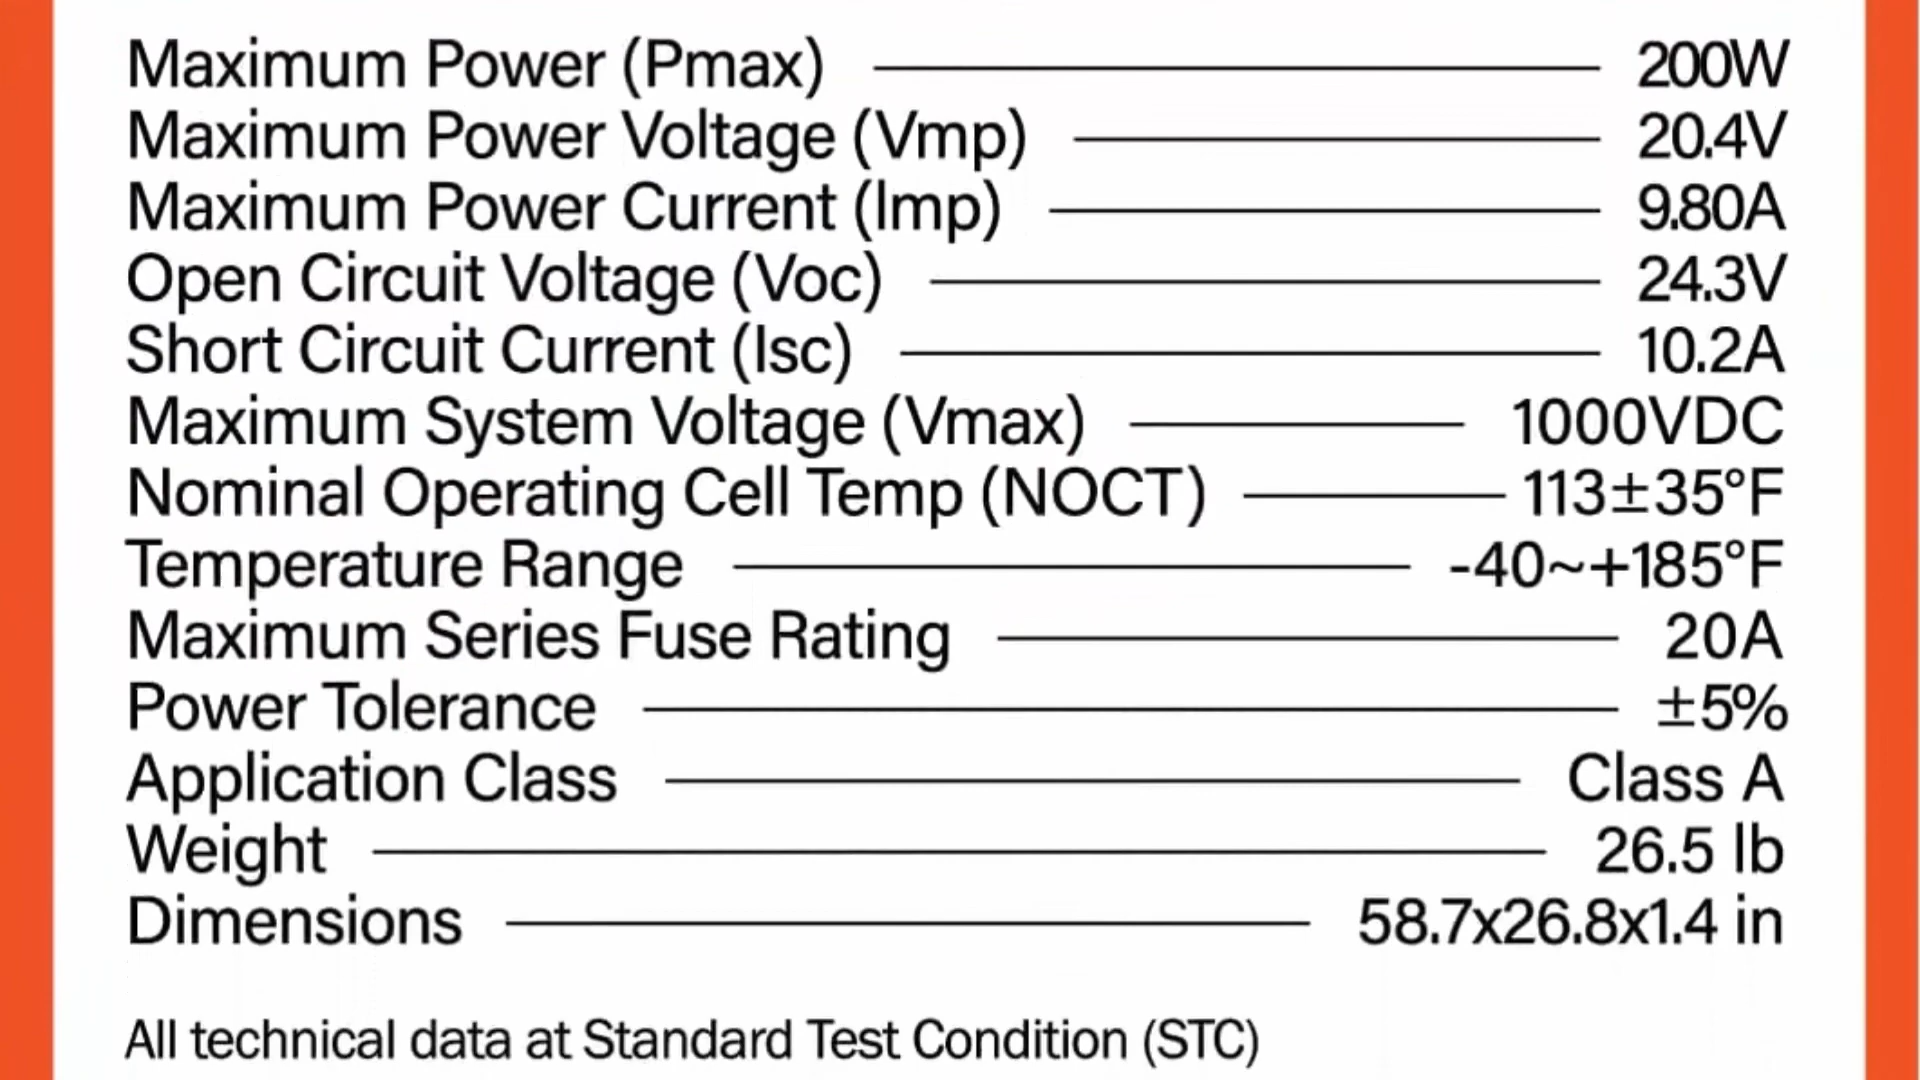 Maximum Power (Pmax) 200W
Maximum Power Voltage (Vmp) 20.4V
Maximum Power Current (Imp) 9.80A
Open Circuit Voltage (Voc) 24.3V
Short Circuit Current (Isc) 10.2A
Maximum System Voltage (Vmax) 1000VDC
Nominal Operating Cell Temp (NOCT) 113±35°F
Temperature Range -40~+185°F
Maximum Series Fuse Rating 20A
Power Tolerance ±5%
Application Class Class A
Weight 26.5 lb
Dimensions 58.7x26.8x1.4 in
All technical data at Standard Test Condition (STC)